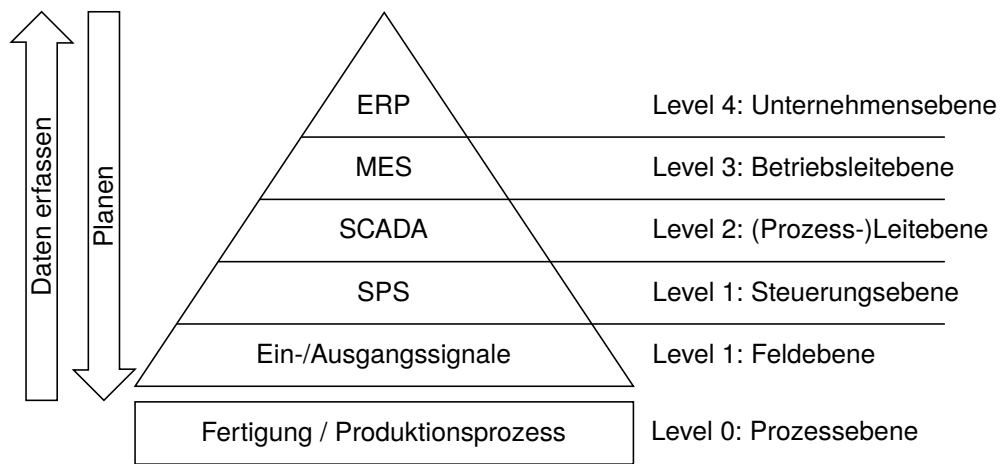 Daten erfassen
Planen
ERP
Level 4: Unternehmensebene
MES
Level 3: Betriebsleitebene
SCADA
Level 2: (Prozess-)Leitebene
SPS
Level 1: Steuerungsebene
Ein-/Ausgangssignale
Level 1: Feldebene
Fertigung / Produktionsprozess
Level 0: Prozessebene